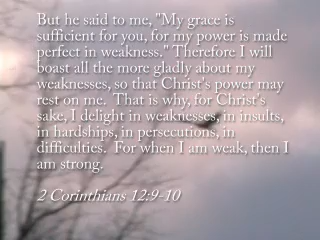 But he said to me, "My grace is
sufficient for you, for my power is made
perfect in weakness." Therefore I will
boast all the more gladly about my
weaknesses, so that Christ's power may
rest on me.  That is why, for Christ's
sake, I delight in weaknesses, in insults,
in hardships, in persecutions, in
difficulties.  For when I am weak, then I
am strong.
2 Corinthians 12:9-10